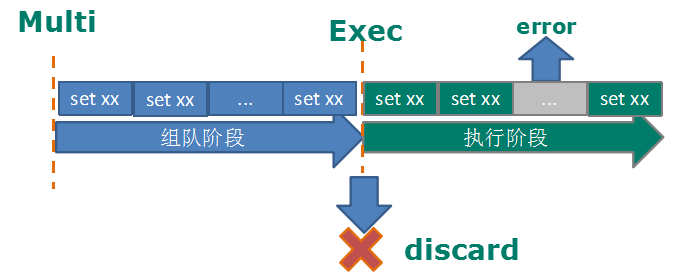 Multi
Exec
error
set xx set xx ... set xx set xx set xx ... set xx
组队阶段 执行阶段
discard